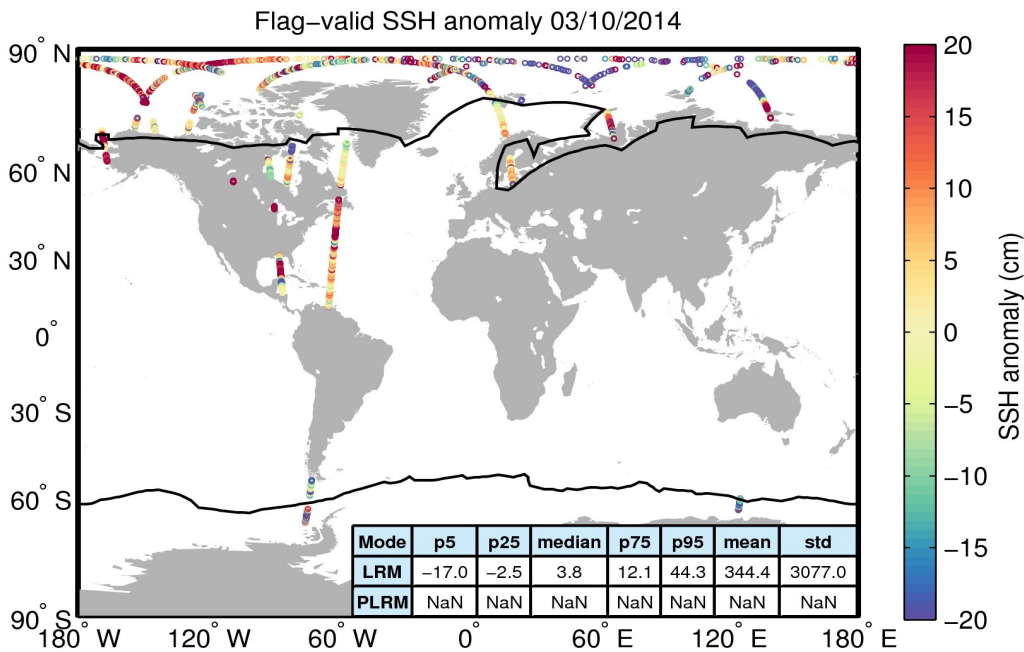 Flag−valid SSH anomaly 03/10/2014
90° N
60° N
30° N
0°
30° S
60° S
90° S
180° W
120° W
60° W
0°
60° E
120° E
180° E
Mode p5 p25 median p75 p95 mean std
LRM −17.0 −2.5 3.8 12.1 44.3 344.4 3077.0
PLRM NaN NaN NaN NaN NaN NaN NaN
20
15
10
5
0
−5
−10
−15
−20
SSH anomaly (cm)